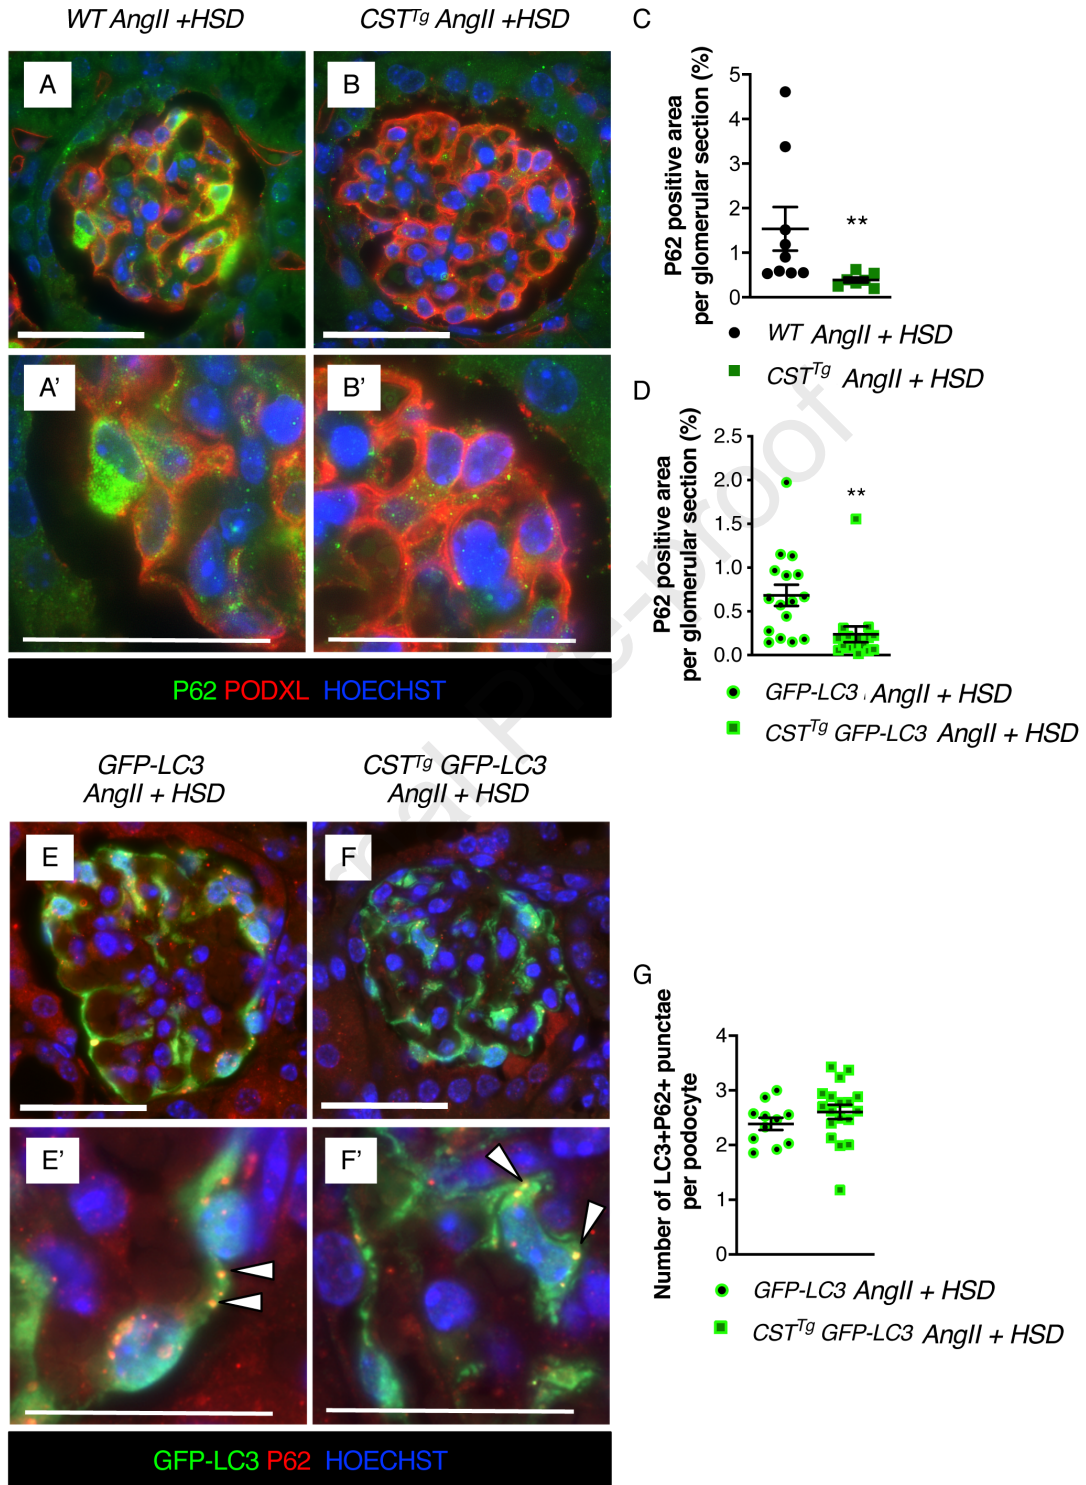 WT AngII +HSD
CSTTg AngII +HSD
A
B
A'
B'
P62 PODXL HOECHST
C
P62 positive area
per glomerular section (%)
5
4
3
2
1
0
**
WT AngII + HSD
CSTTg AngII + HSD
D
P62 positive area
per glomerular section (%)
2.5
2.0
1.5
1.0
0.5
0.0
**
GFP-LC3 AngII + HSD
CSTTg GFP-LC3 AngII + HSD
GFP-LC3
AngII + HSD
CSTTg GFP-LC3
AngII + HSD
E
F
E'
F'
GFP-LC3 P62 HOECHST
G
Number of LC3+P62+ punctae
per podocyte
4
3
2
1
0
GFP-LC3 AngII + HSD
CSTTg GFP-LC3 AngII + HSD
Pre-proof